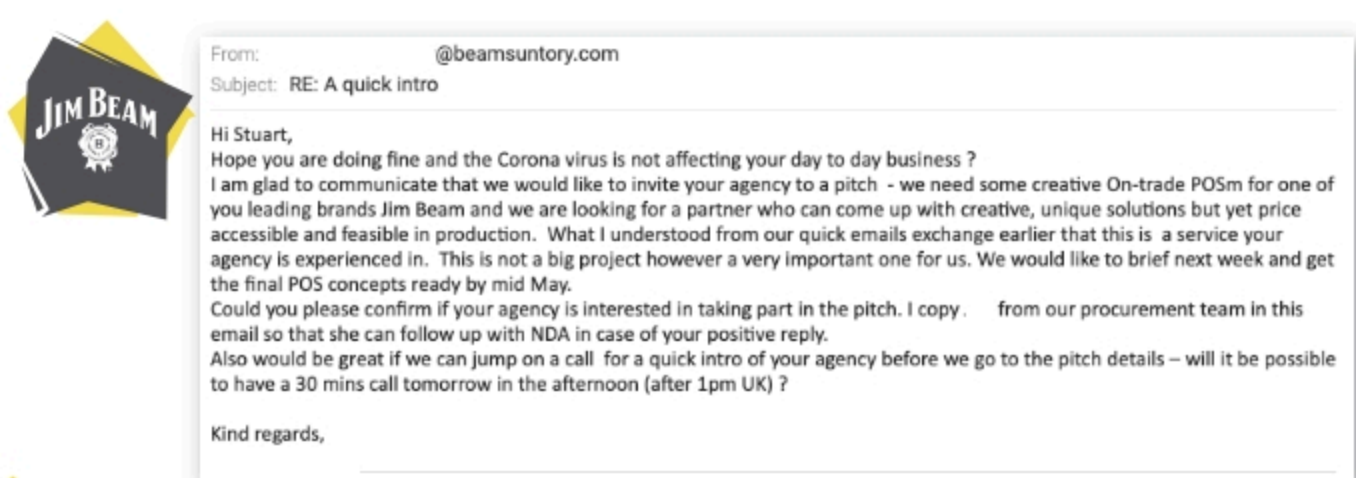 JIM BEAM
From: @beamsuntory.com
Subject: RE: A quick intro
Hi Stuart,
Hope you are doing fine and the Corona virus is not affecting your day to day business ?
I am glad to communicate that we would like to invite your agency to a pitch - we need some creative On-trade POSm for one of
you leading brands Jim Beam and we are looking for a partner who can come up with creative, unique solutions but yet price
accessible and feasible in production. What I understood from our quick emails exchange earlier that this is a service your
agency is experienced in. This is not a big project however a very important one for us. We would like to brief next week and get
the final POS concepts ready by mid May.
Could you please confirm if your agency is interested in taking part in the pitch. I copy . from our procurement team in this
email so that she can follow up with NDA in case of your positive reply.
Also would be great if we can jump on a call for a quick intro of your agency before we go to the pitch details – will it be possible
to have a 30 mins call tomorrow in the afternoon (after 1pm UK) ?
Kind regards,